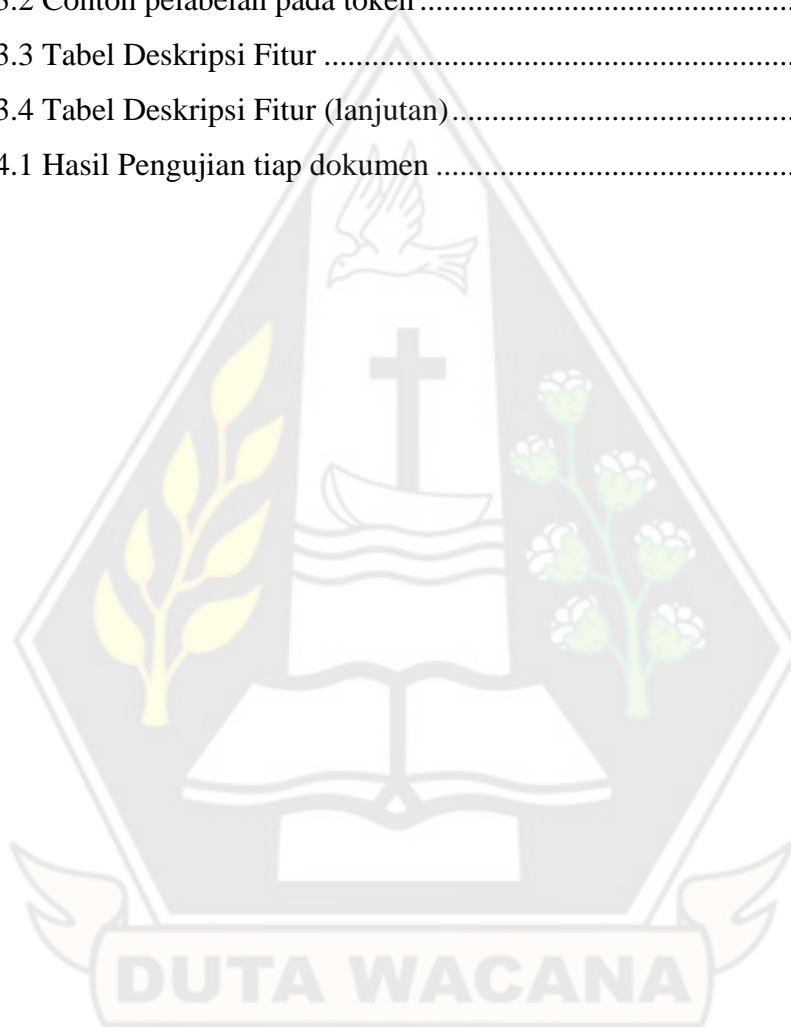 3.2 Contoh pelabelan pada token ....................................................
3.3 Tabel Deskripsi Fitur ................................................................
3.4 Tabel Deskripsi Fitur (lanjutan) ................................................
4.1 Hasil Pengujian tiap dokumen ..................................................
DUTA WACANA